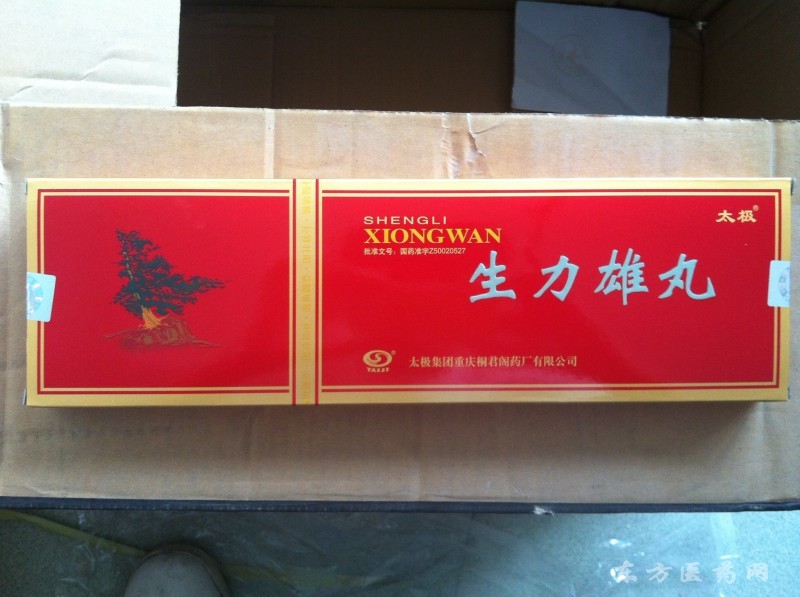 SHENGLI
XIONGWAN
批准文号：国药准字Z50020527
太极®
生力雄丸
TAIJI
太极集团重庆桐君阁药厂有限公司
东方医药网